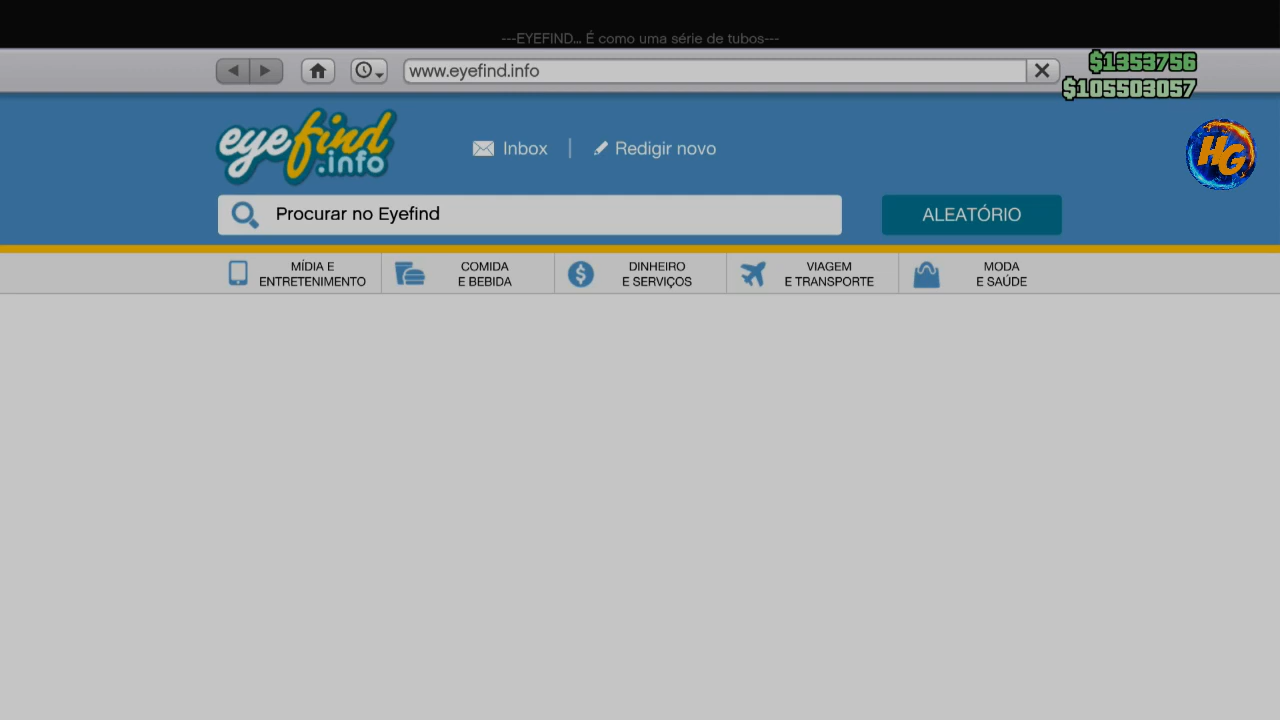 ---EYEFIND... É como uma série de tubos---
www.eyefind.info
$1353756
$105503057
eyefind
.info
Inbox
Redigir novo
HG
Procurar no Eyefind
ALEATÓRIO
MÍDIA E
ENTRETENIMENTO
COMIDA
E BEBIDA
DINHEIRO
E SERVIÇOS
VIAGEM
E TRANSPORTE
MODA
E SAÚDE